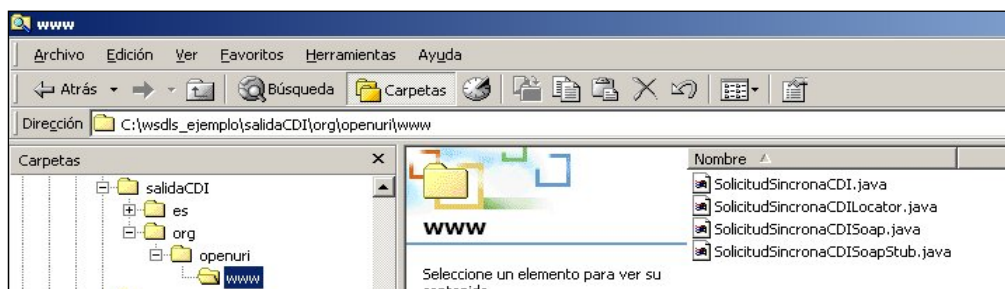 www
Archivo Edición Ver Favoritos Herramientas Ayuda
Atrás Búsqueda Carpetas
Dirección C:\wsdls_ejemplo\salidaCDI\org\openuri\www
Carpetas
salidaCDI
es
org
openuri
www
www
Seleccione un elemento para ver su
Nombre
SolicitudSincronaCDI.java
SolicitudSincronaCDILocator.java
SolicitudSincronaCDISoap.java
SolicitudSincronaCDISoapStub.java